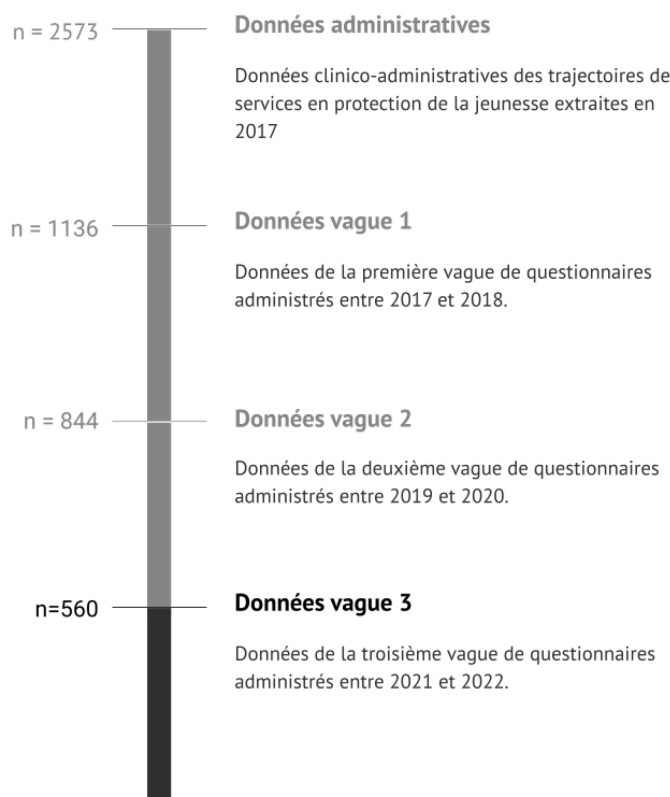 n = 2573
Données administratives
Données clinico-administratives des trajectoires de
services en protection de la jeunesse extraites en
2017
n = 1136
Données vague 1
Données de la première vague de questionnaires
administrés entre 2017 et 2018.
n = 844
Données vague 2
Données de la deuxième vague de questionnaires
administrés entre 2019 et 2020.
n=560
Données vague 3
Données de la troisième vague de questionnaires
administrés entre 2021 et 2022.